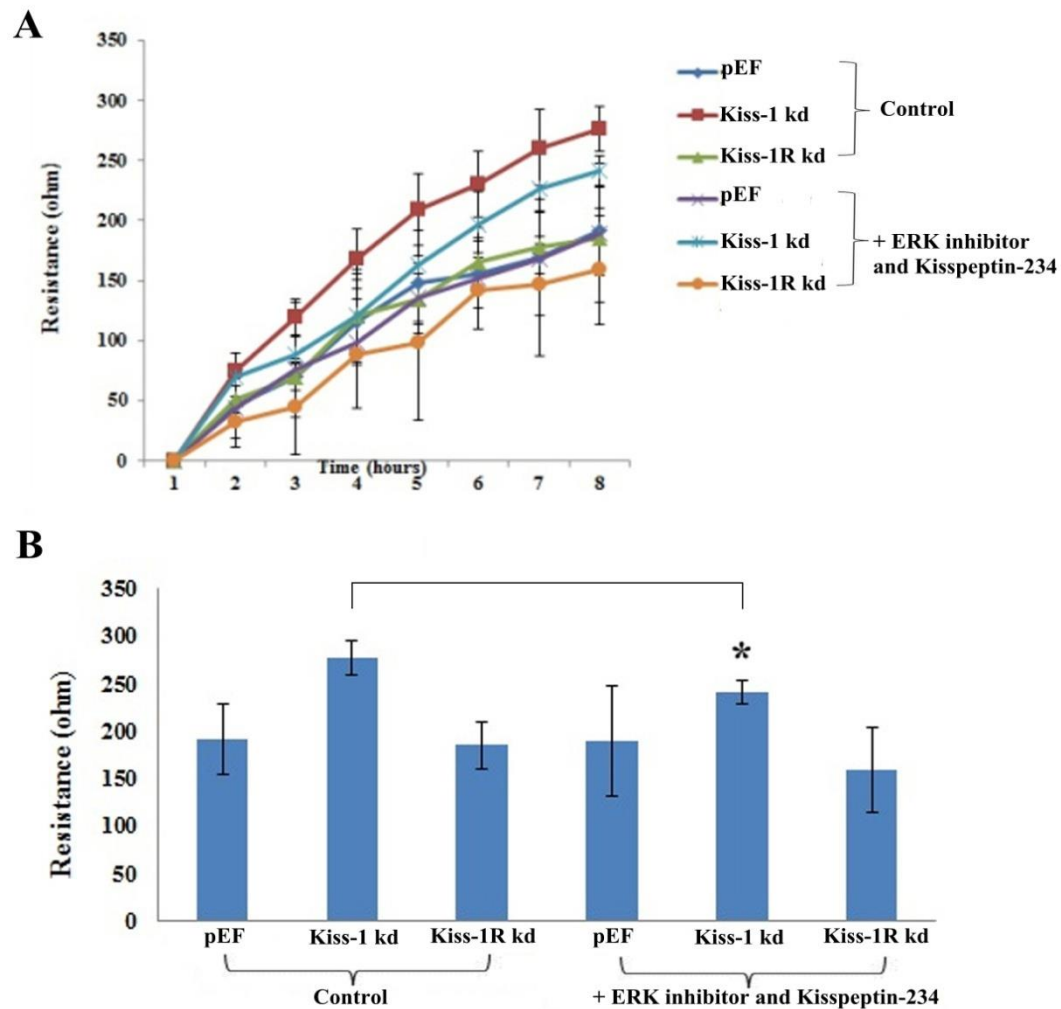 A
350
300
250
200
150
100
50
0
Resistance (ohm)
Time (hours)
1 2 3 4 5 6 7 8
pEF
Kiss-1 kd
Kiss-1R kd
Control
pEF
Kiss-1 kd
Kiss-1R kd
+ ERK inhibitor
and Kisspeptin-234
B
350
300
250
200
150
100
50
0
Resistance (ohm)
*
pEF Kiss-1 kd Kiss-1R kd pEF Kiss-1 kd Kiss-1R kd
Control + ERK inhibitor and Kisspeptin-234